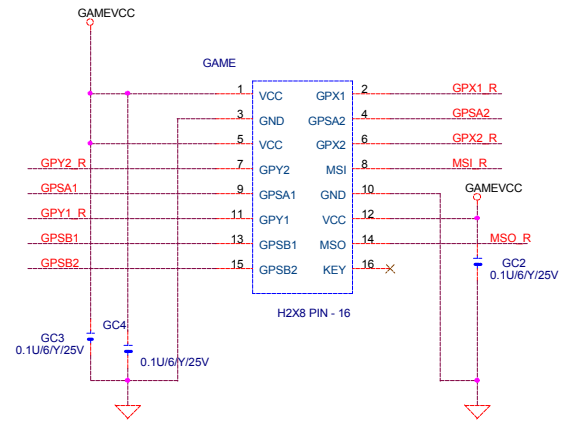 GAMEVCC
GAME
1 VCC GPX1 2 GPX1_R
3 GND GPSA2 4 GPSA2
5 VCC GPX2 6 GPX2_R
GPY2_R 7 GPY2 MSI 8 MSI_R
GPSA1 9 GPSA1 GND 10 GAMEVCC
GPY1_R 11 GPY1 VCC 12
GPSB1 13 GPSB1 MSO 14 MSO_R
GPSB2 15 GPSB2 KEY 16
GC2
0.1U/6/Y/25V
H2X8 PIN - 16
GC3
0.1U/6/Y/25V
GC4
0.1U/6/Y/25V